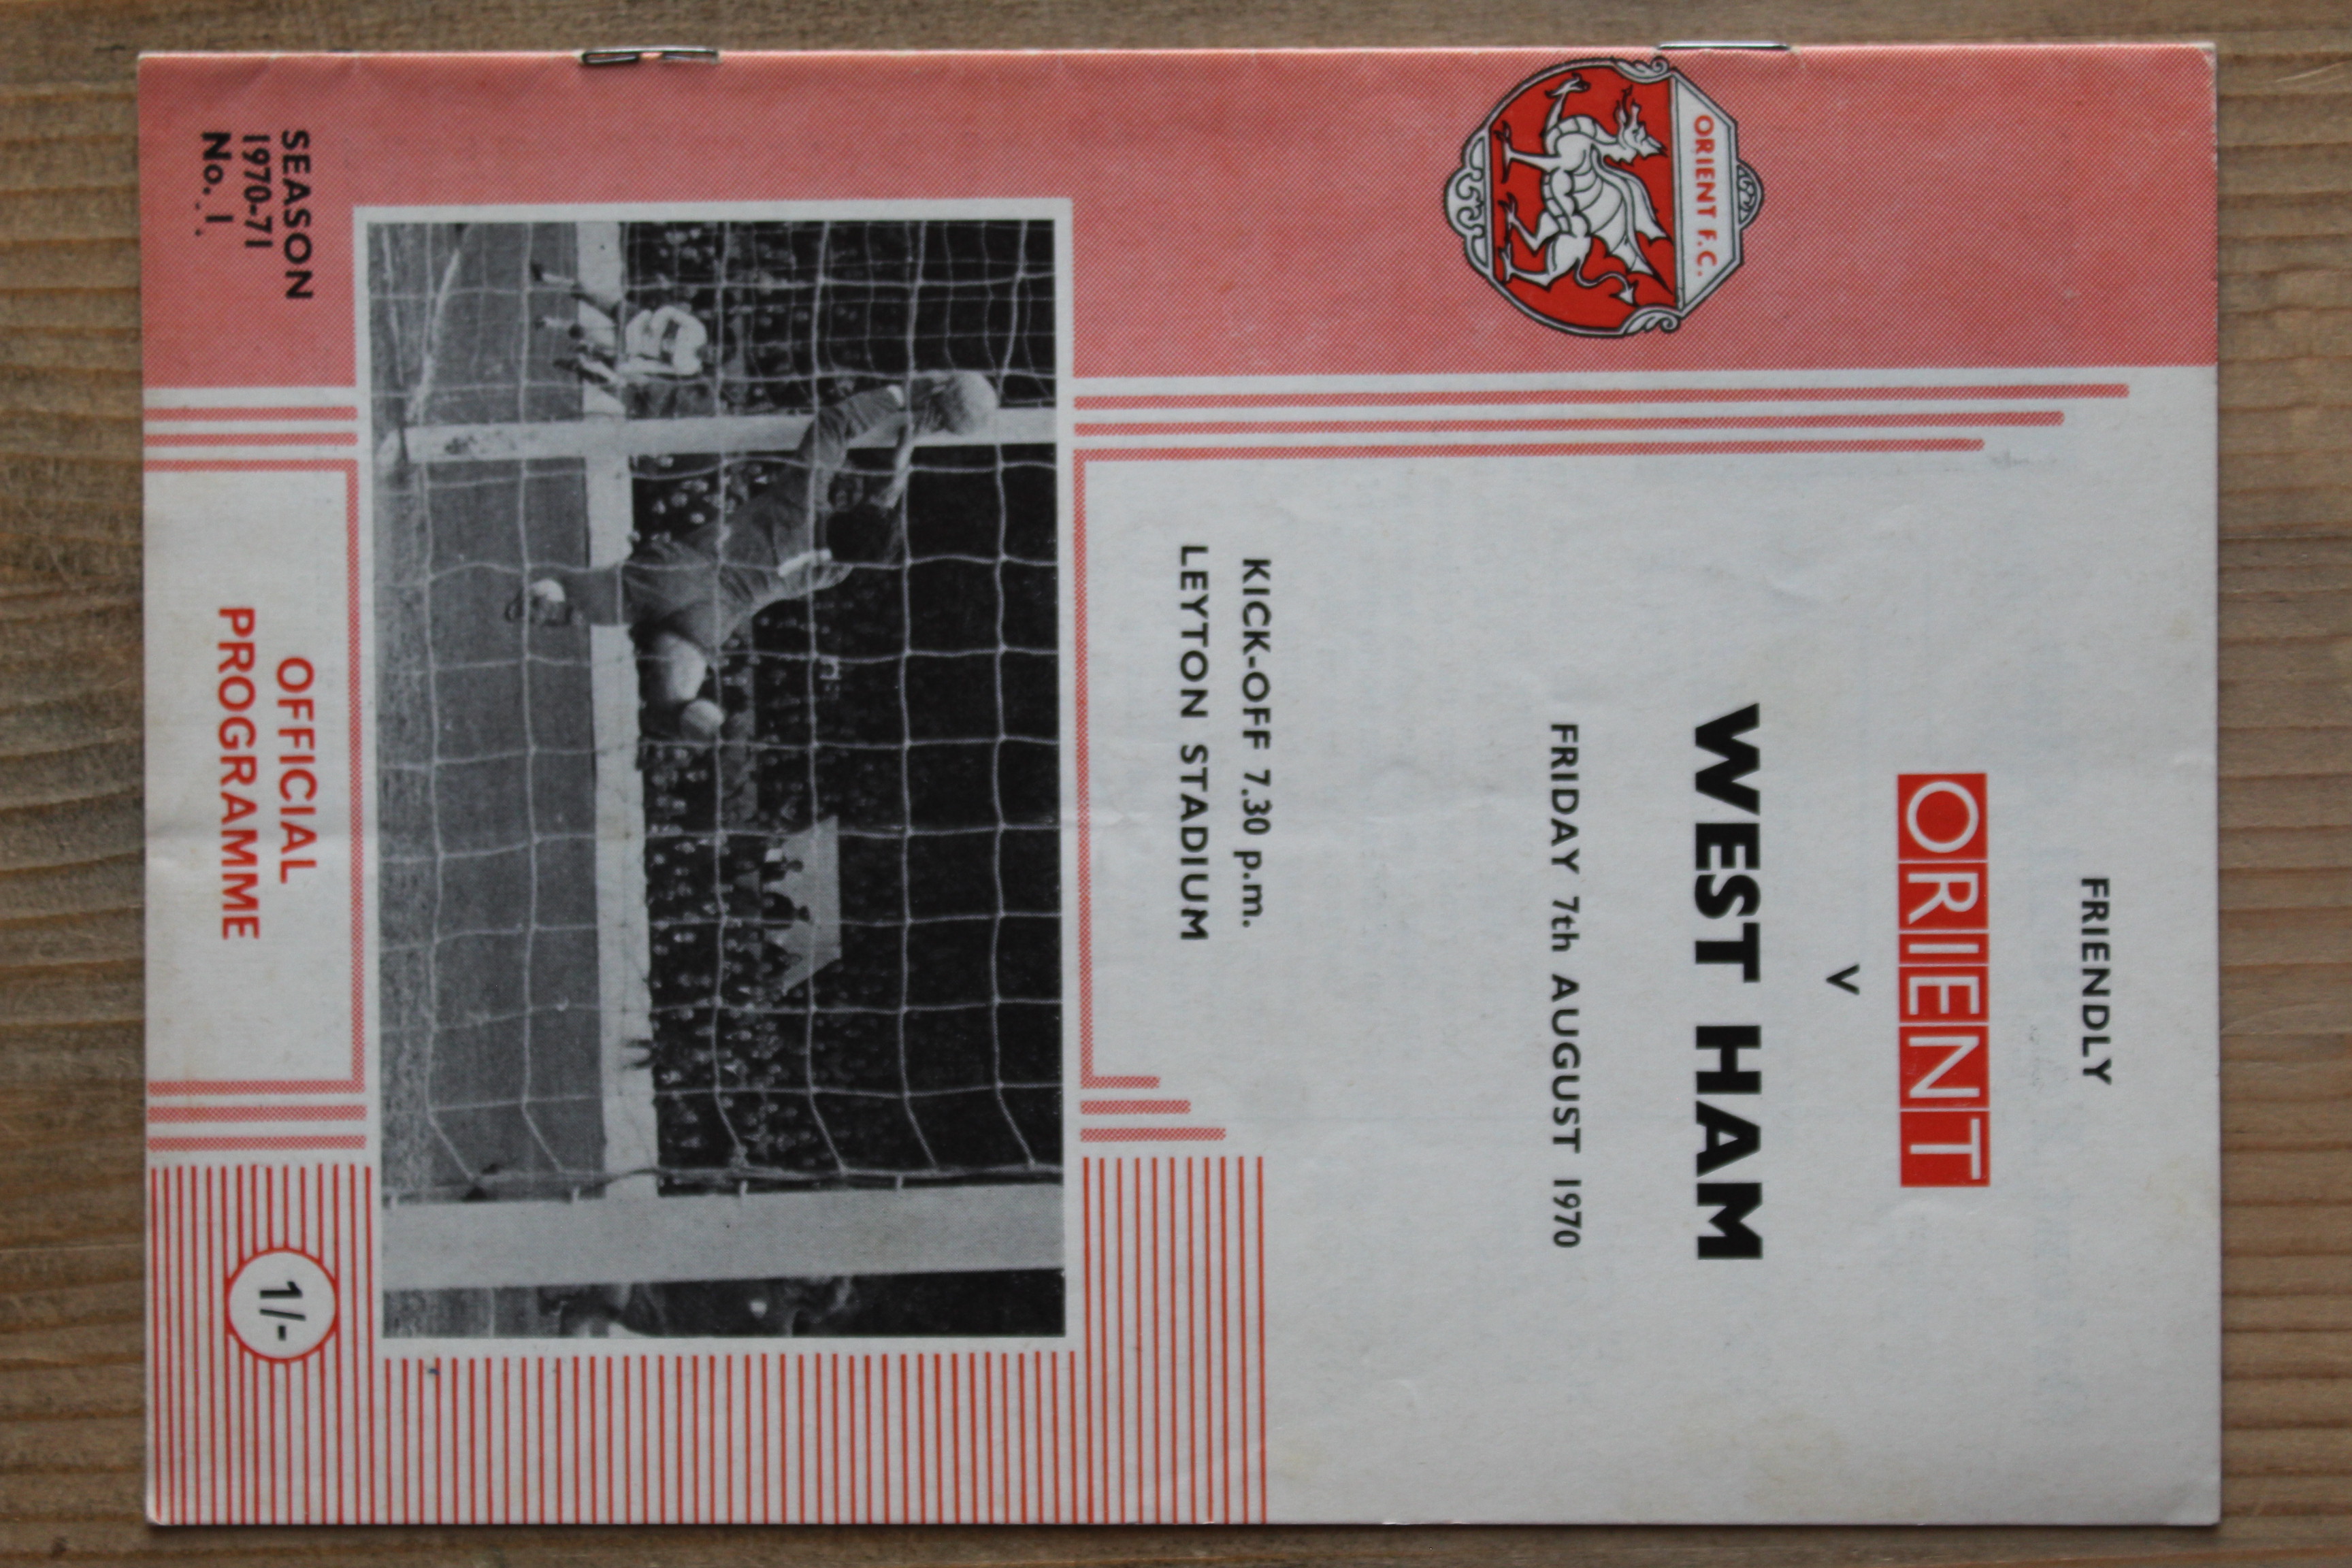 FRIENDLY
ORIENT
V
WEST HAM
ORIENT F.C.
FRIDAY 7th AUGUST 1970
KICK-OFF 7.30 p.m.
LEYTON STADIUM
SEASON
1970-71
No. 1.
OFFICIAL
PROGRAMME
1/-